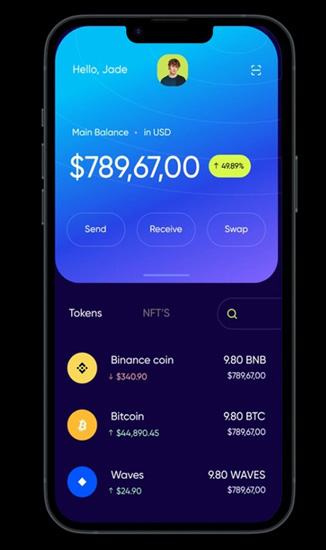 Hello, Jade
Main Balance • in USD
$789,67,00 ↑ 49.89%
Send Receive Swap
Tokens NFT'S
Binance coin 9.80 BNB
↓ $340.90 $789,67,00
Bitcoin 9.80 BTC
↑ $44,890.45 $789,67,00
Waves 9.80 WAVES
↑ $24.90 $789,67,00